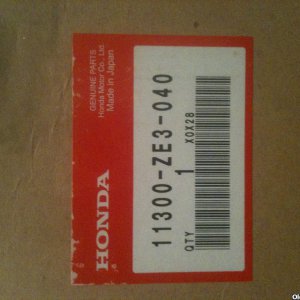 GENUINE PARTS
Honda Motor Co. Ltd.
Made in Japan
HONDA
11300-ZE3-040
QTY 1 X0X28